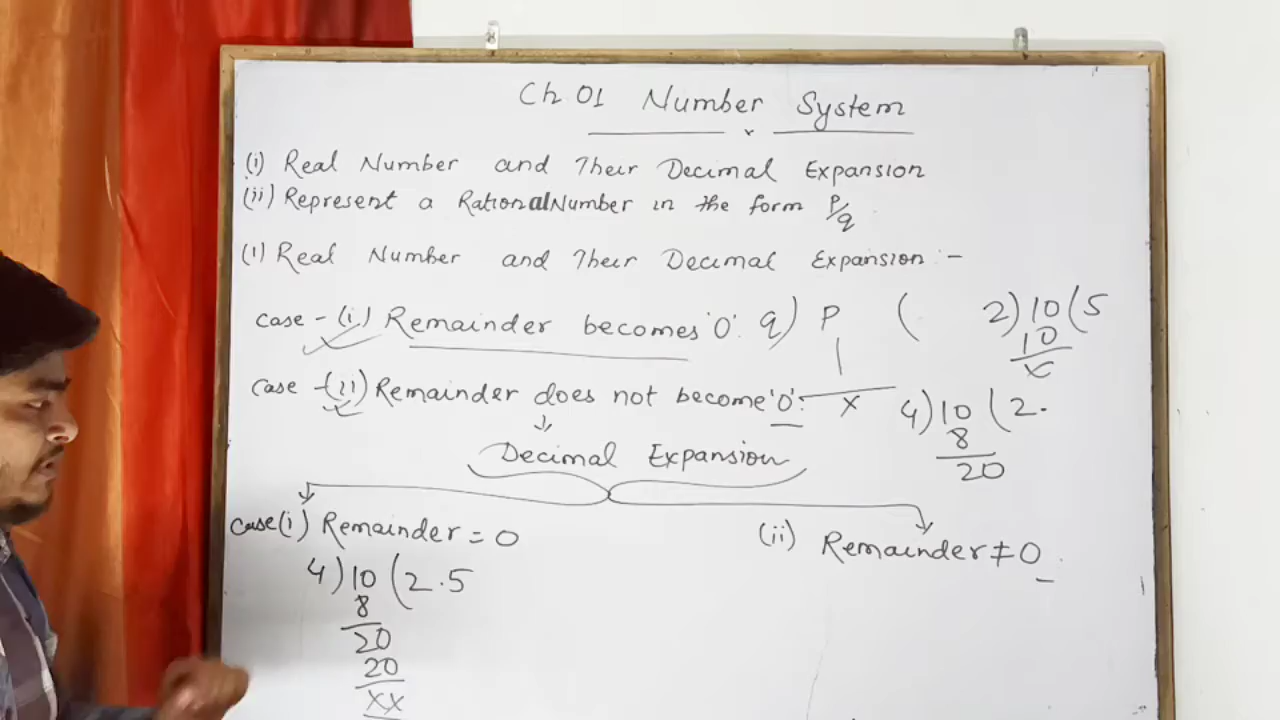 Ch 01 Number System
(i) Real Number and Their Decimal Expansion
(ii) Represent a Rational Number in the form P/q
(1) Real Number and Their Decimal Expansion :-
case - (i) Remainder becomes '0'. q) P (
x
2) 10 (5
10
x
case - (ii) Remainder does not become '0'.
4) 10 (2.
8
20
Decimal Expansion
case (i) Remainder = 0
4) 10 (2.5
8
20
20
xx
(ii) Remainder ≠ 0